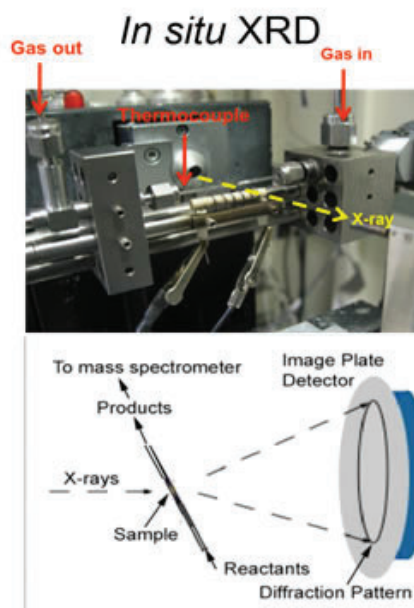 In situ XRD
Gas out
Gas in
Thermocouple
X-ray
To mass spectrometer
Products
X-rays
Sample
Reactants
Image Plate
Detector
Diffraction Pattern